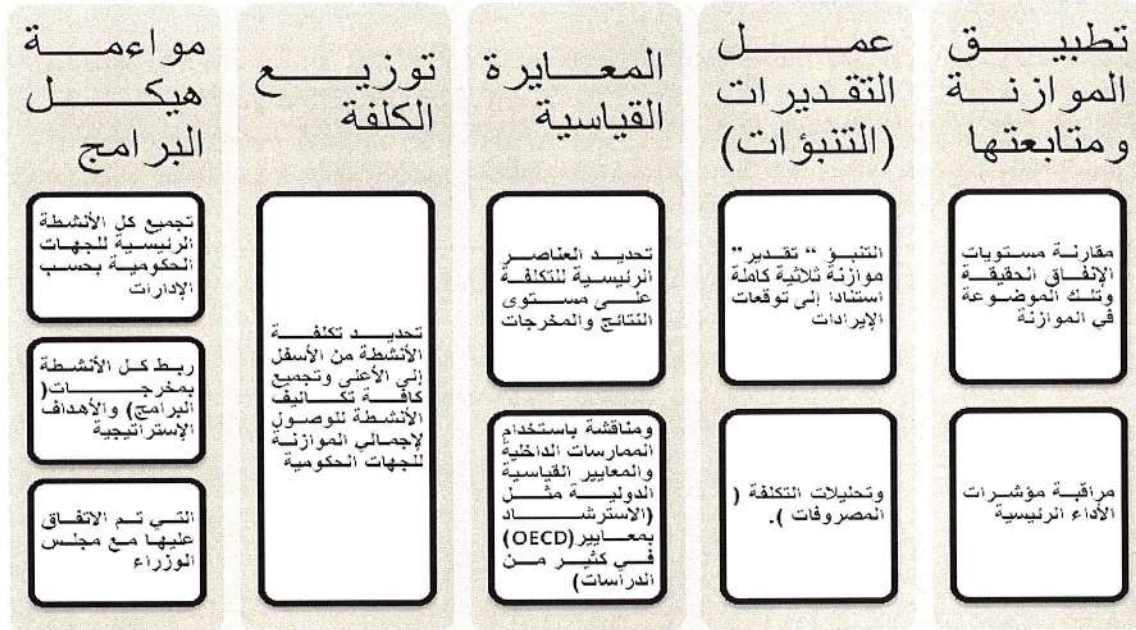 تطبيق
الموازنة
ومتابعتها
مقارنة مستويات
الإنفاق الحقيقة
وتلك الموضوعة
في الموازنة
مراقبة مؤشرات
الأداء الرئيسية
عمل
التقديرات
(التنبؤات)
التنبؤ " تقدير"
موازنة ثلاثية كاملة
استنادا إلى توقعات
الإيرادات
وتحليلات التكلفة (
المصروفات ).
المعايرة
القياسية
تحديد العناصر
الرئيسية للتكلفة
على مستوى
النتائج والمخرجات
ومناقشة باستخدام
الممارسات الداخلية
والمعايير القياسية
الدولية مثل
(الاسترشاد
بمعايير(OECD)
في كثير من
الدراسات)
توزيع
الكلفة
تحديد تكلفة
الأنشطة من الأسفل
إلى الأعلى وتجميع
كافة تكاليف
الأنشطة للوصول
لإجمالي الموازنة
للجهات الحكومية
مواءمة
هيكل
البرامج
تجميع كل الأنشطة
الرئيسية للجهات
الحكومية بحسب
الإدارات
ربط كل الأنشطة
بمخرجات(
البرامج) والأهداف
الإستراتيجية
التي تم الاتفاق
عليها مع مجلس
الوزراء